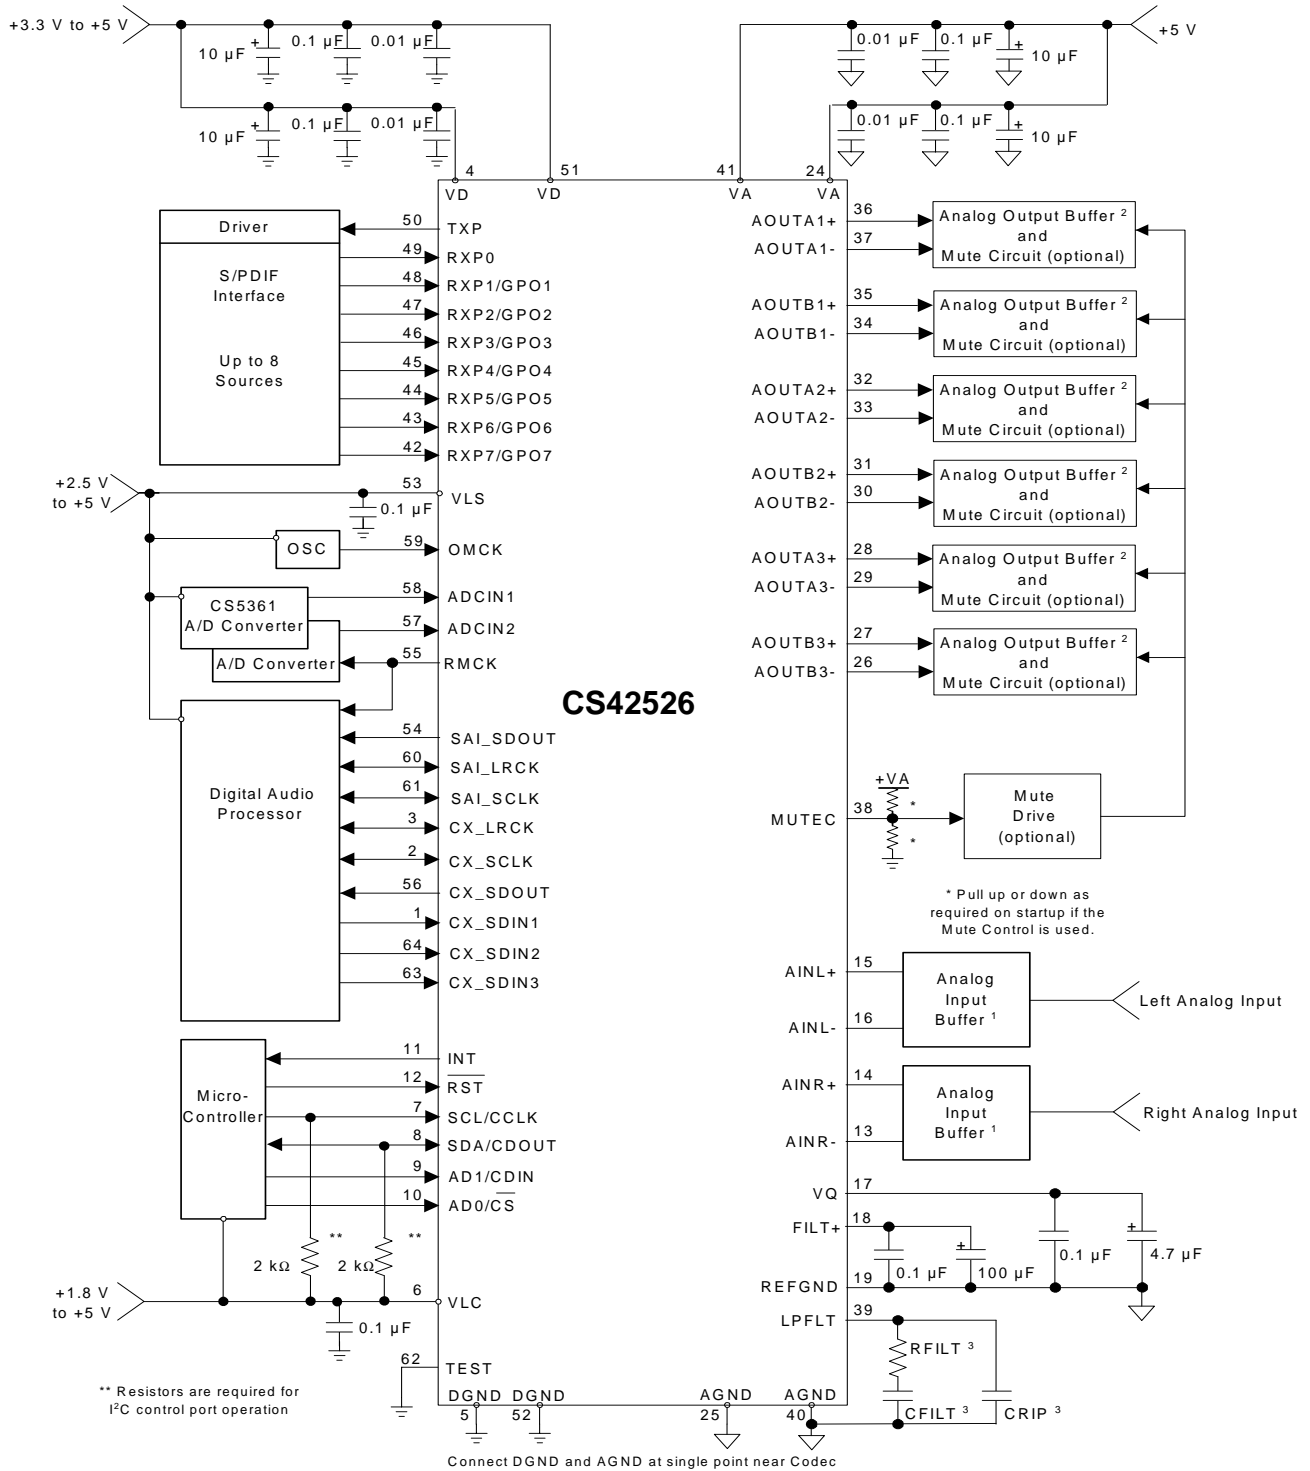 +3.3 V to +5 V
10 µF
+
0.1 µF
0.01 µF
0.01 µF
0.1 µF
+
10 µF
+5 V
10 µF
+
0.1 µF
0.01 µF
0.01 µF
0.1 µF
+
10 µF
4
51
41
24
VD
VD
VA
VA
Driver
S/PDIF
Interface
Up to 8
Sources
50
TXP
49
RXP0
48
RXP1/GPO1
47
RXP2/GPO2
46
RXP3/GPO3
45
RXP4/GPO4
44
RXP5/GPO5
43
RXP6/GPO6
42
RXP7/GPO7
+2.5 V
to +5 V
53
VLS
0.1 µF
OSC
59
OMCK
CS5361
A/D Converter
58
ADCIN1
57
ADCIN2
A/D Converter
55
RMCK
CS42526
Digital Audio
Processor
54
SAI_SDOUT
60
SAI_LRCK
61
SAI_SCLK
3
CX_LRCK
2
CX_SCLK
56
CX_SDOUT
1
CX_SDIN1
64
CX_SDIN2
63
CX_SDIN3
Micro-
Controller
11
INT
12
RST
7
SCL/CCLK
8
SDA/CDOUT
9
AD1/CDIN
10
AD0/CS
**
2 kΩ
**
2 kΩ
+1.8 V
to +5 V
6
VLC
0.1 µF
62
TEST
** Resistors are required for
I²C control port operation
AOUTA1+
36
AOUTA1-
37
Analog Output Buffer ²
and
Mute Circuit (optional)
AOUTB1+
35
AOUTB1-
34
Analog Output Buffer ²
and
Mute Circuit (optional)
AOUTA2+
32
AOUTA2-
33
Analog Output Buffer ²
and
Mute Circuit (optional)
AOUTB2+
31
AOUTB2-
30
Analog Output Buffer ²
and
Mute Circuit (optional)
AOUTA3+
28
AOUTA3-
29
Analog Output Buffer ²
and
Mute Circuit (optional)
AOUTB3+
27
AOUTB3-
26
Analog Output Buffer ²
and
Mute Circuit (optional)
MUTEC
38
+VA
*
*
Mute
Drive
(optional)
* Pull up or down as
required on startup if the
Mute Control is used.
AINL+
15
AINL-
16
Analog
Input
Buffer ¹
Left Analog Input
AINR+
14
AINR-
13
Analog
Input
Buffer ¹
Right Analog Input
VQ
17
FILT+
18
0.1 µF
+
100 µF
0.1 µF
+
4.7 µF
REFGND
19
LPFLT
39
RFILT ³
CFILT ³
CRIP ³
DGND
DGND
AGND
AGND
5
52
25
40
Connect DGND and AGND at single point near Codec